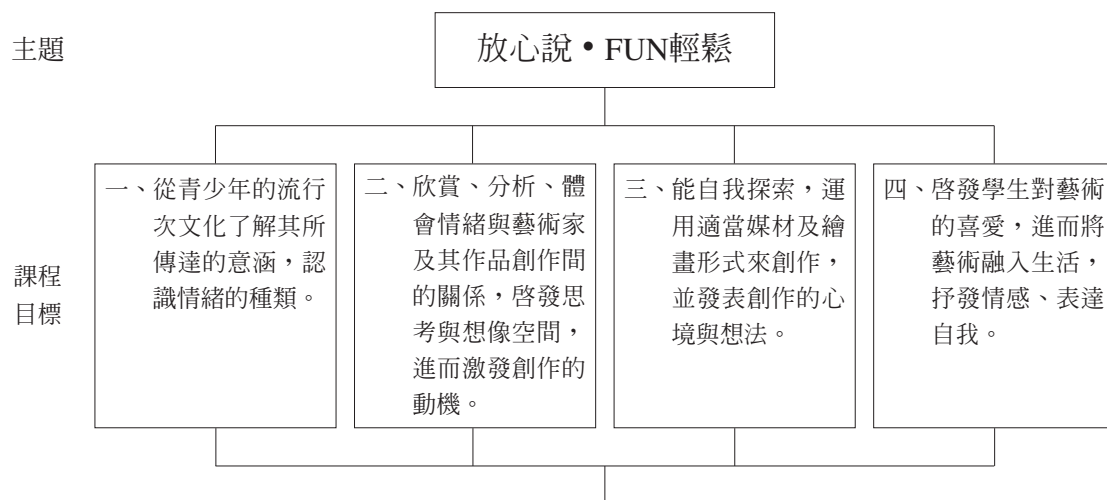 主題
放心說•FUN輕鬆
一、從青少年的流行
次文化了解其所
傳達的意涵，認
識情緒的種類。
二、欣賞、分析、體
會情緒與藝術家
及其作品創作間
的關係，啓發思
考與想像空間，
進而激發創作的
動機。
三、能自我探索，運
用適當媒材及繪
畫形式來創作，
並發表創作的心
境與想法。
四、啓發學生對藝術
的喜愛，進而將
藝術融入生活，
抒發情感、表達
自我。
課程
目標